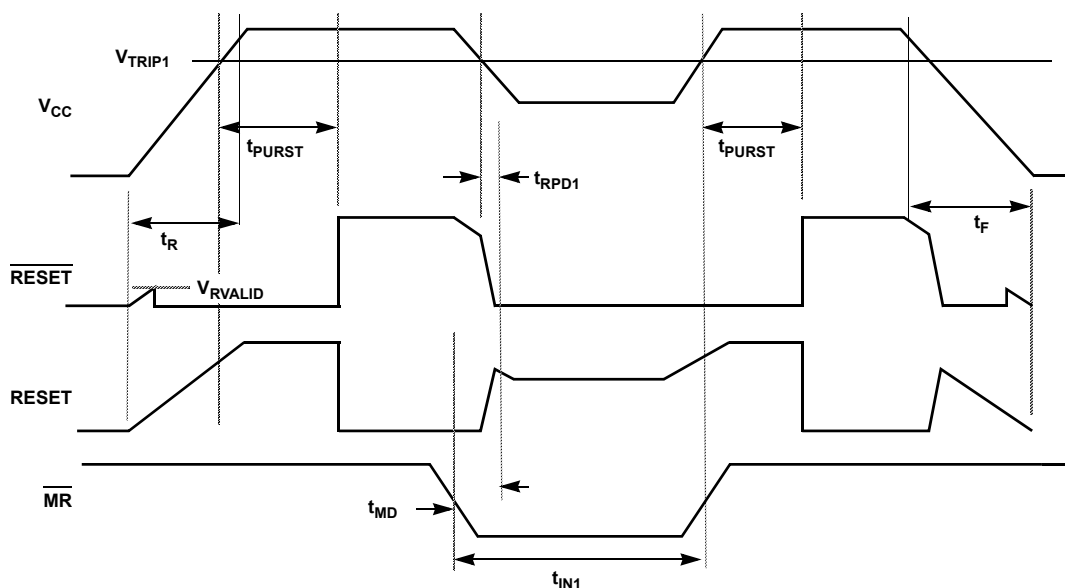 VTRIP1
VCC
tPURST
tPURST
tRPD1
tR
tF
RESET
VRVALID
RESET
MR
tMD
tIN1